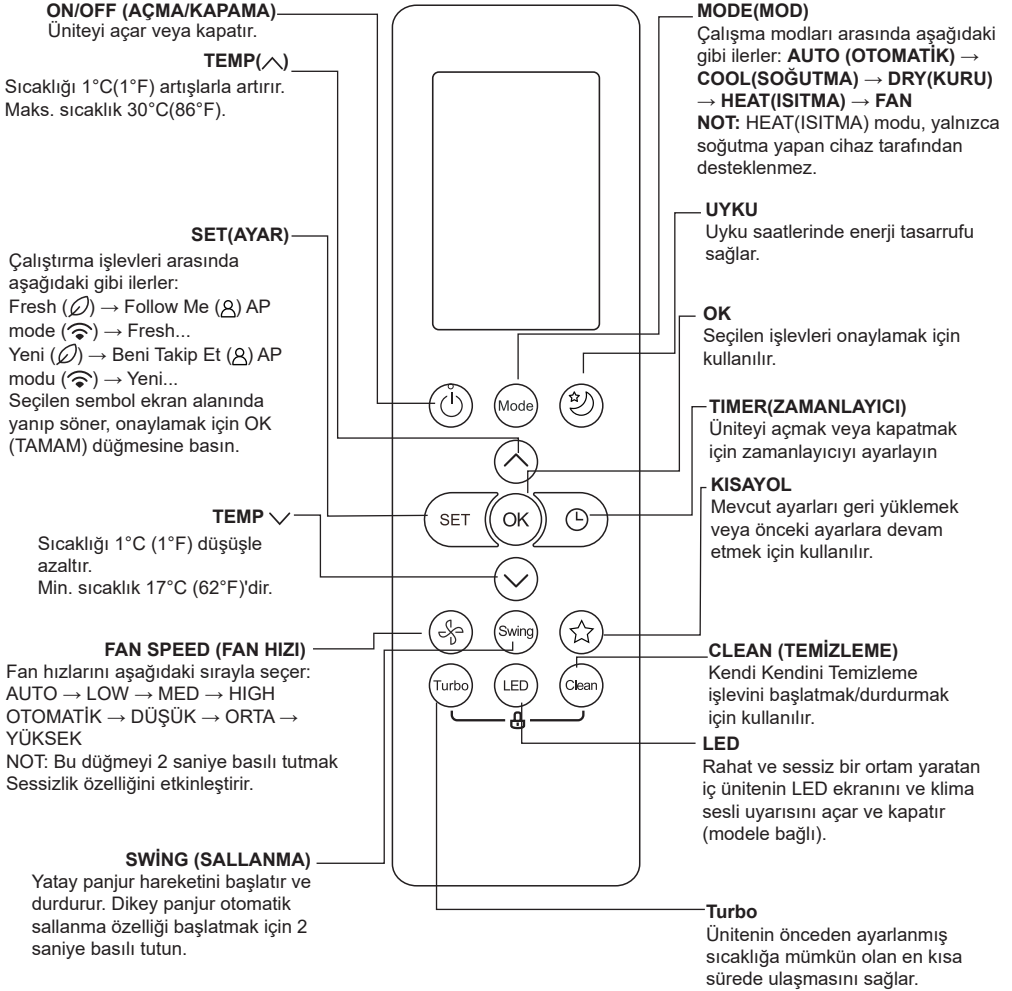 ON/OFF (AÇMA/KAPAMA)
Üniteyi açar veya kapatır.
TEMP(︿)
Sıcaklığı 1°C(1°F) artışlarla artırır.
Maks. sıcaklık 30°C(86°F).
SET(AYAR)
Çalıştırma işlevleri arasında
aşağıdaki gibi ilerler:
Fresh () → Follow Me () AP
mode () → Fresh...
Yeni () → Beni Takip Et () AP
modu () → Yeni...
Seçilen sembol ekran alanında
yanıp söner, onaylamak için OK
(TAMAM) düğmesine basın.
TEMP ﹀
Sıcaklığı 1°C (1°F) düşüşle
azaltır.
Min. sıcaklık 17°C (62°F)'dir.
FAN SPEED (FAN HIZI)
Fan hızlarını aşağıdaki sırayla seçer:
AUTO → LOW → MED → HIGH
OTOMATİK → DÜŞÜK → ORTA →
YÜKSEK
NOT: Bu düğmeyi 2 saniye basılı tutmak
Sessizlik özelliğini etkinleştirir.
SWİNG (SALLANMA)
Yatay panjur hareketini başlatır ve
durdurur. Dikey panjur otomatik
sallanma özelliği başlatmak için 2
saniye basılı tutun.
Mode
SET
OK
Swing
Turbo
LED
Clean
MODE(MOD)
Çalışma modları arasında aşağıdaki
gibi ilerler: AUTO (OTOMATİK) →
COOL(SOĞUTMA) → DRY(KURU)
→ HEAT(ISITMA) → FAN
NOT: HEAT(ISITMA) modu, yalnızca
soğutma yapan cihaz tarafından
desteklenmez.
UYKU
Uyku saatlerinde enerji tasarrufu
sağlar.
OK
Seçilen işlevleri onaylamak için
kullanılır.
TIMER(ZAMANLAYICI)
Üniteyi açmak veya kapatmak
için zamanlayıcıyı ayarlayın
KISAYOL
Mevcut ayarları geri yüklemek
veya önceki ayarlara devam
etmek için kullanılır.
CLEAN (TEMİZLEME)
Kendi Kendini Temizleme
işlevini başlatmak/durdurmak
için kullanılır.
LED
Rahat ve sessiz bir ortam yaratan
iç ünitenin LED ekranını ve klima
sesli uyarısını açar ve kapatır
(modele bağlı).
Turbo
Ünitenin önceden ayarlanmış
sıcaklığa mümkün olan en kısa
sürede ulaşmasını sağlar.